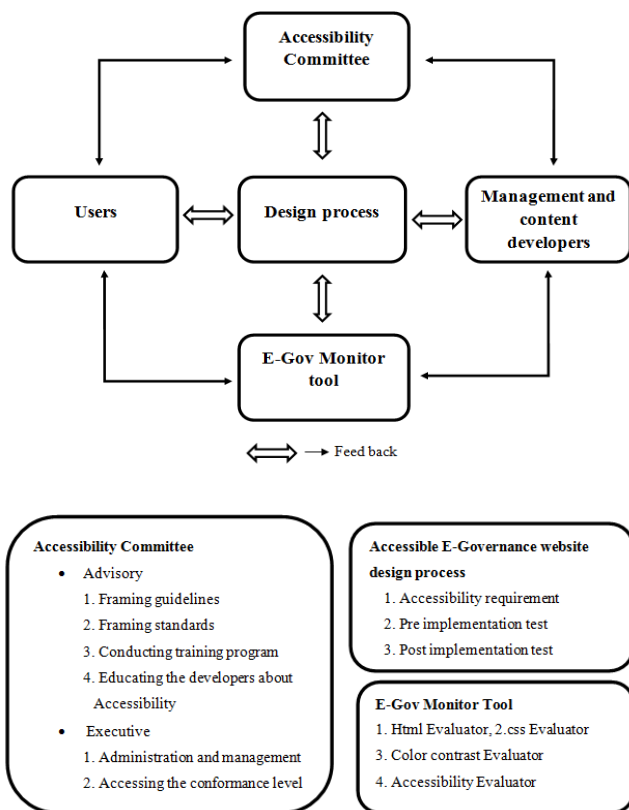 Accessibility
Committee
Users
Design process
Management and
content
developers
E-Gov Monitor
tool
Feed back
Accessibility Committee
• Advisory
1. Framing guidelines
2. Framing standards
3. Conducting training program
4. Educating the developers about
Accessibility
• Executive
1. Administration and management
2. Accessing the conformance level
Accessible E-Governance website
design process
1. Accessibility requirement
2. Pre implementation test
3. Post implementation test
E-Gov Monitor Tool
1. Html Evaluator, 2.css Evaluator
3. Color contrast Evaluator
4. Accessibility Evaluator